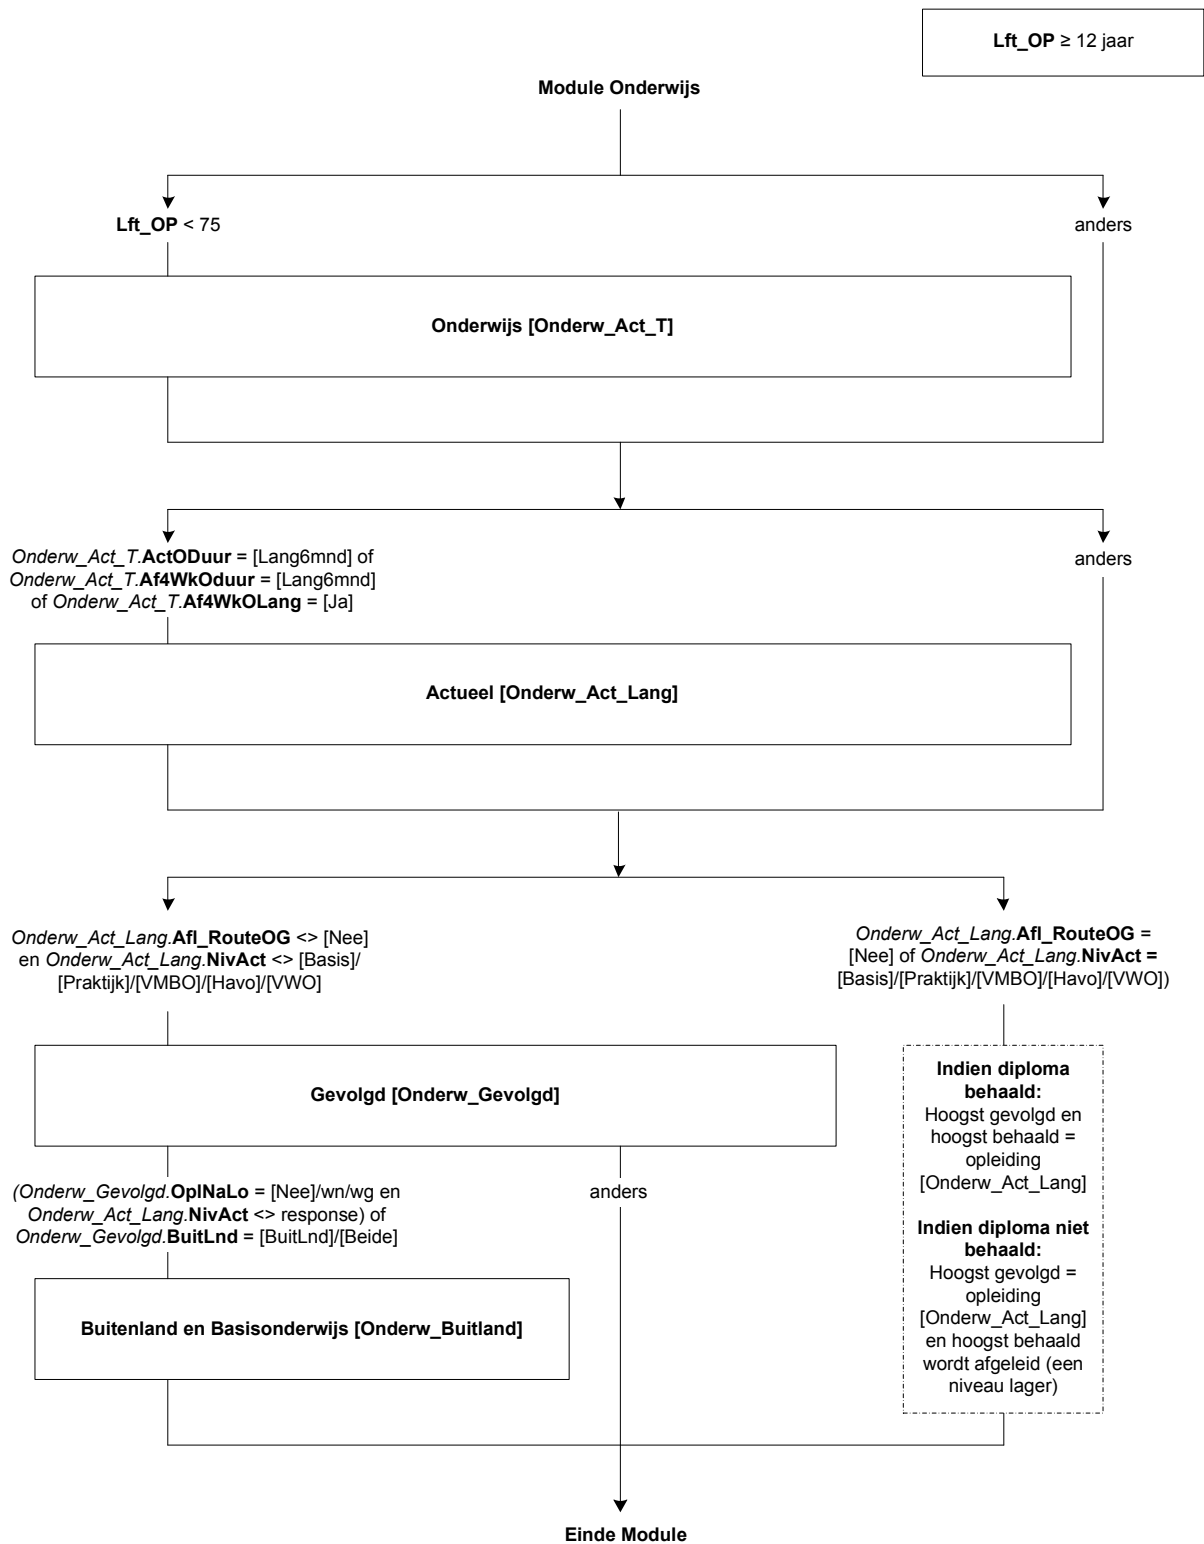 Lft_OP ≥ 12 jaar
Module Onderwijs
Lft_OP < 75
anders
Onderwijs [Onderw_Act_T]
Onderw_Act_T.ActODuur = [Lang6mnd] of
Onderw_Act_T.Af4WkOduur = [Lang6mnd]
of Onderw_Act_T.Af4WkOLang = [Ja]
anders
Actueel [Onderw_Act_Lang]
Onderw_Act_Lang.Afl_RouteOG <> [Nee]
en Onderw_Act_Lang.NivAct <> [Basis]/
[Praktijk]/[VMBO]/[Havo]/[VWO]
Onderw_Act_Lang.Afl_RouteOG =
[Nee] of Onderw_Act_Lang.NivAct =
[Basis]/[Praktijk]/[VMBO]/[Havo]/[VWO])
Gevolgd [Onderw_Gevolgd]
(Onderw_Gevolgd.OplNaLo = [Nee]/wn/wg en
Onderw_Act_Lang.NivAct <> response) of
Onderw_Gevolgd.BuitLnd = [BuitLnd]/[Beide]
anders
Buitenland en Basisonderwijs [Onderw_Buitland]
Indien diploma
behaald:
Hoogst gevolgd en
hoogst behaald =
opleiding
[Onderw_Act_Lang]
Indien diploma niet
behaald:
Hoogst gevolgd =
opleiding
[Onderw_Act_Lang]
en hoogst behaald
wordt afgeleid (een
niveau lager)
Einde Module